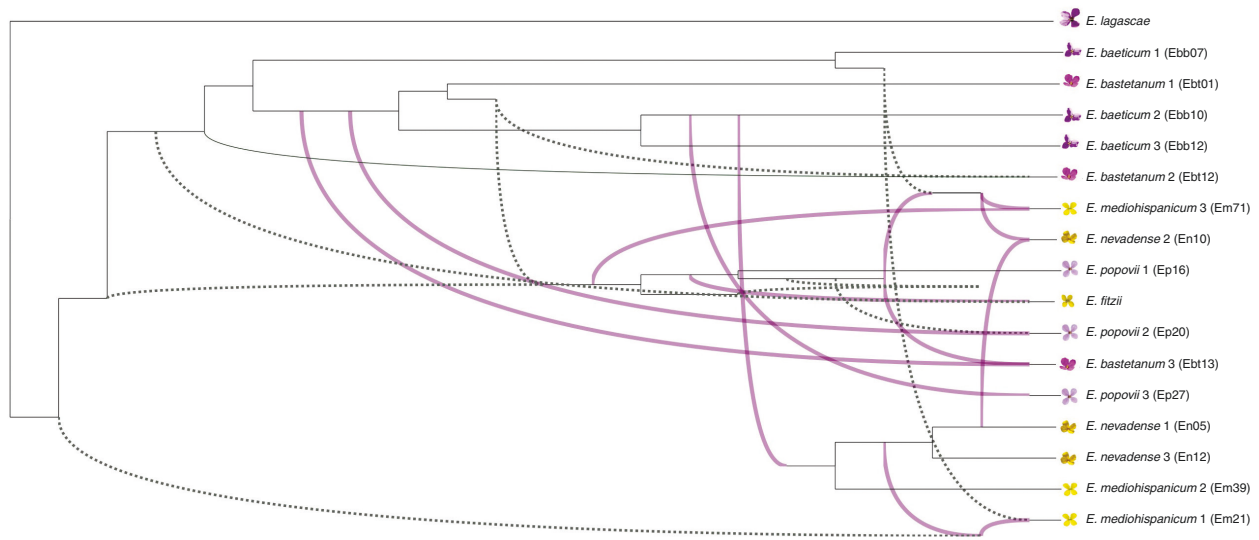 E. lagascae
E. baeticum 1 (Ebb07)
E. bastetanum 1 (Ebt01)
E. baeticum 2 (Ebb10)
E. baeticum 3 (Ebb12)
E. bastetanum 2 (Ebt12)
E. mediohispanicum 3 (Em71)
E. nevadense 2 (En10)
E. popovii 1 (Ep16)
E. fitzii
E. popovii 2 (Ep20)
E. bastetanum 3 (Ebt13)
E. popovii 3 (Ep27)
E. nevadense 1 (En05)
E. nevadense 3 (En12)
E. mediohispanicum 2 (Em39)
E. mediohispanicum 1 (Em21)